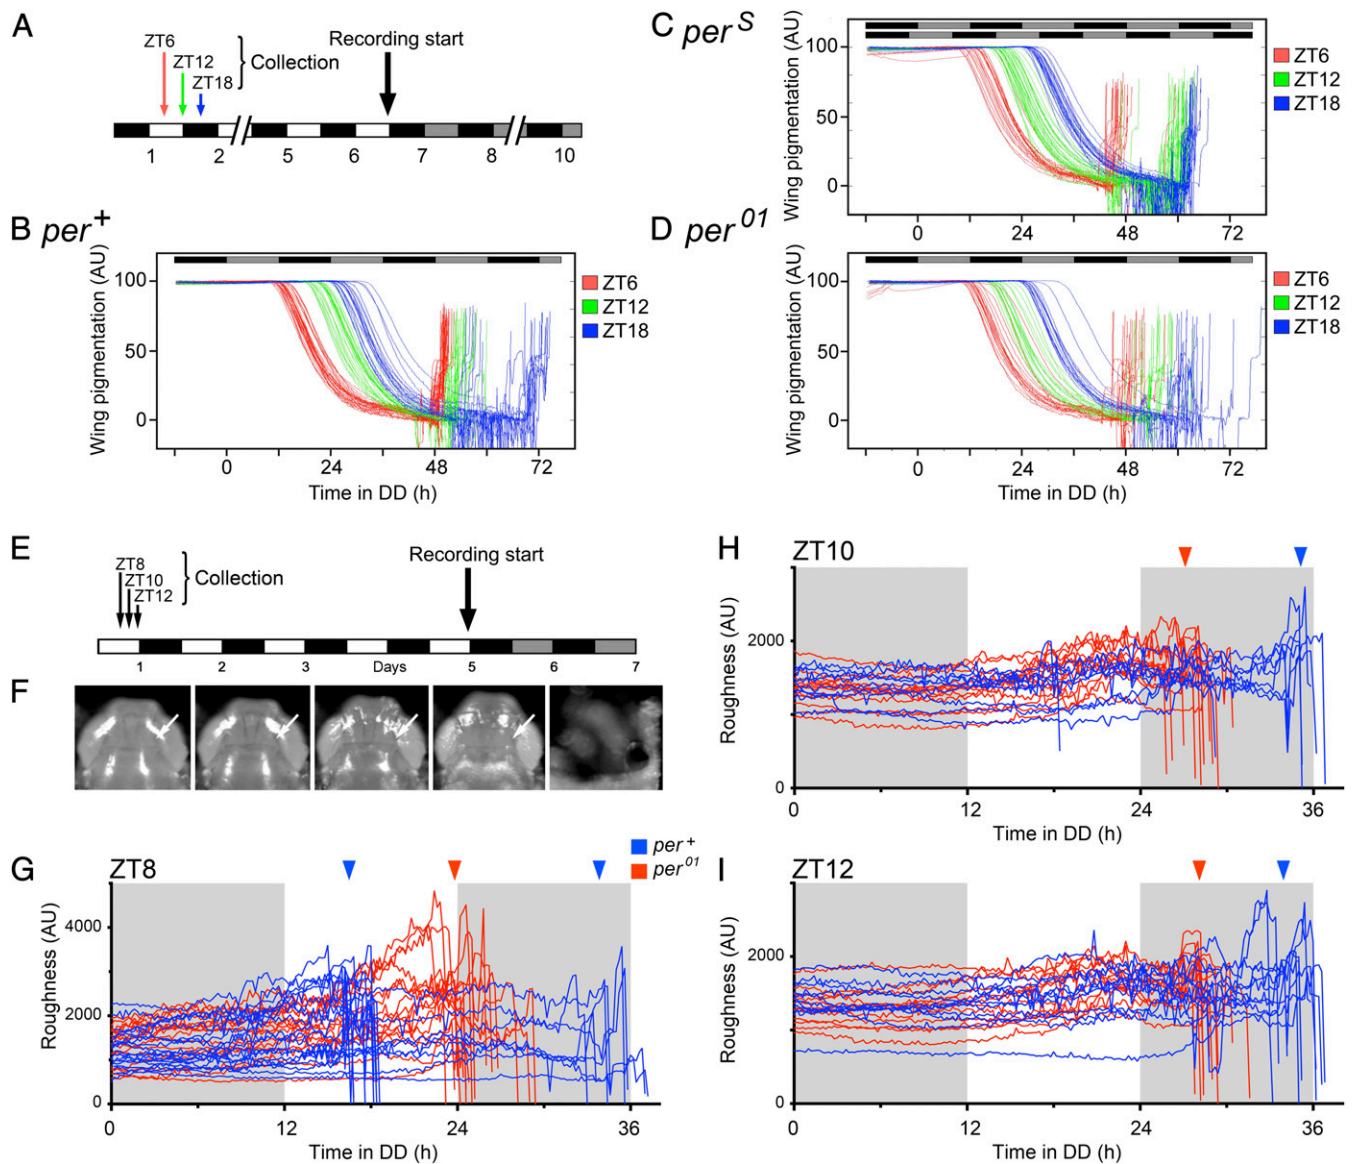 A
ZT6
ZT12
ZT18
Collection
Recording start
1 2 5 6 7 8 10
B per+
Wing pigmentation (AU)
100
50
0
0 24 48 72
Time in DD (h)
ZT6
ZT12
ZT18
C perS
Wing pigmentation (AU)
100
50
0
0 24 48 72
ZT6
ZT12
ZT18
D per01
Wing pigmentation (AU)
100
50
0
0 24 48 72
Time in DD (h)
ZT6
ZT12
ZT18
E
ZT8
ZT10
ZT12
Collection
Recording start
1 2 3 Days 5 6 7
F
G ZT8
per+
per01
Roughness (AU)
4000
2000
0
0 12 24 36
Time in DD (h)
H ZT10
Roughness (AU)
2000
0
0 12 24 36
Time in DD (h)
I ZT12
Roughness (AU)
2000
0
0 12 24 36
Time in DD (h)